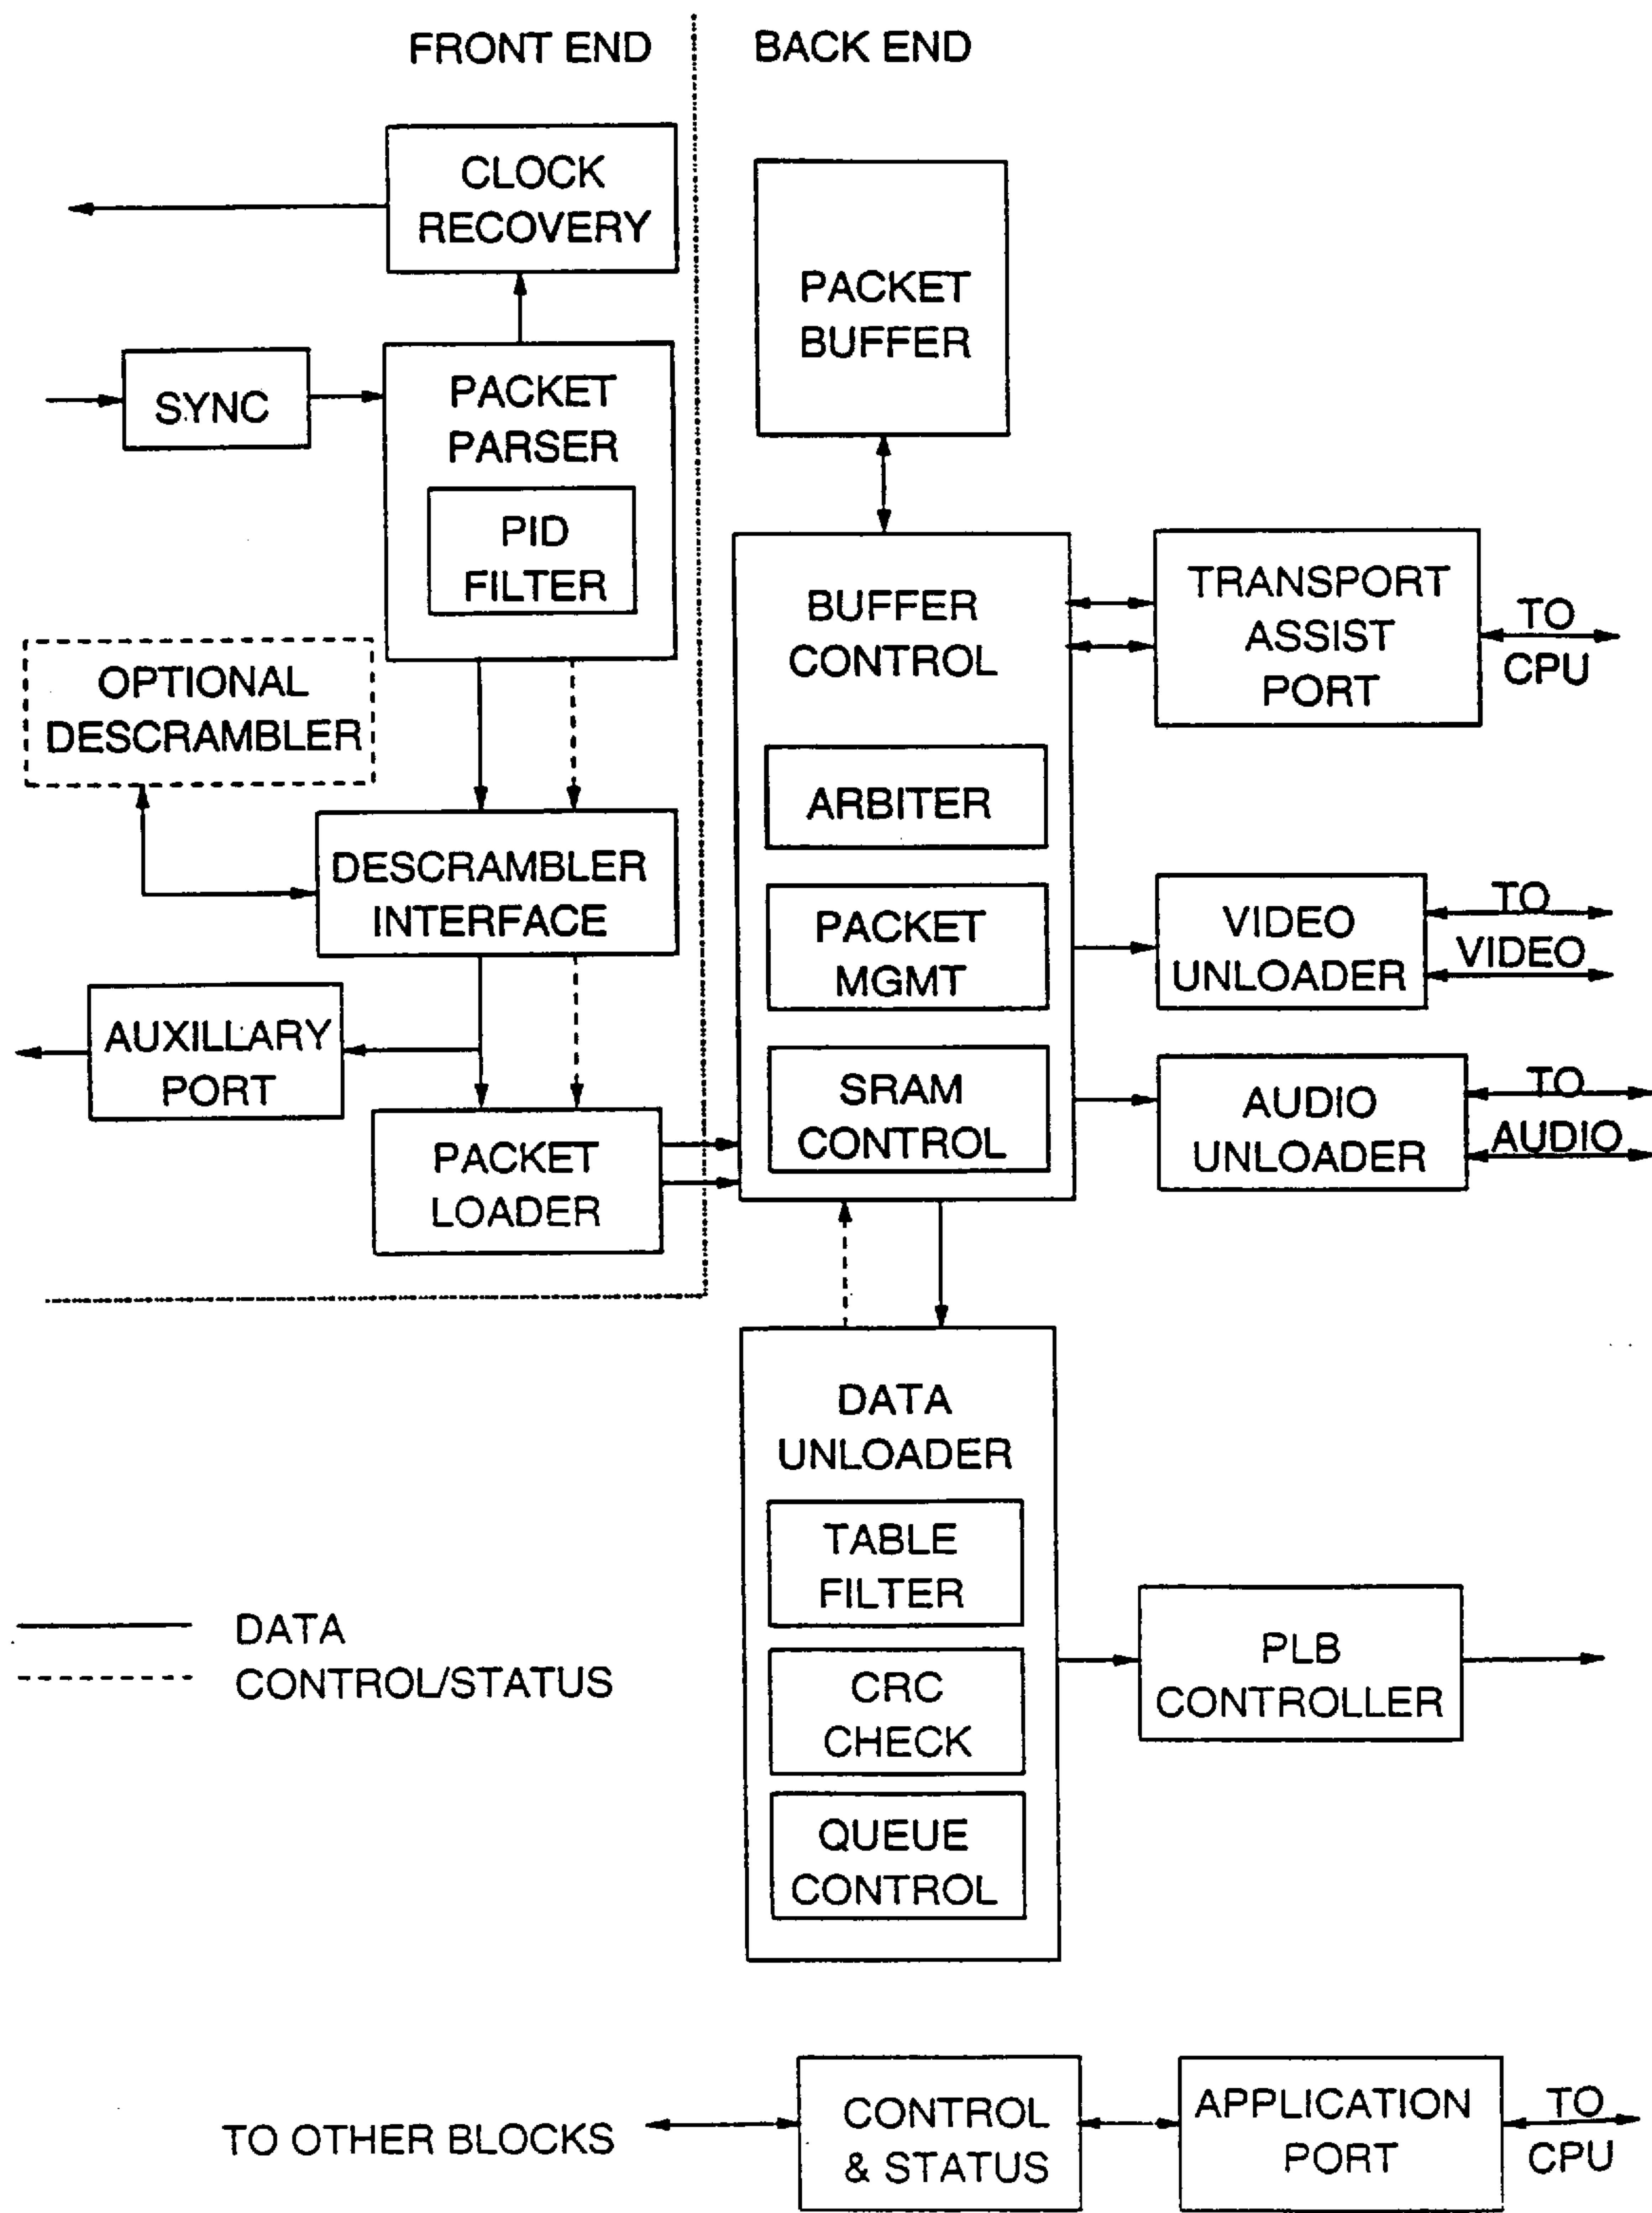 FRONT END
BACK END
CLOCK
RECOVERY
PACKET
BUFFER
SYNC
PACKET
PARSER
PID
FILTER
OPTIONAL
DESCRAMBLER
BUFFER
CONTROL
TRANSPORT
ASSIST
PORT
TO
CPU
ARBITER
DESCRAMBLER
INTERFACE
PACKET
MGMT
VIDEO
UNLOADER
TO
VIDEO
AUXILLARY
PORT
SRAM
CONTROL
AUDIO
UNLOADER
TO
AUDIO
PACKET
LOADER
DATA
UNLOADER
TABLE
FILTER
DATA
CONTROL/STATUS
CRC
CHECK
PLB
CONTROLLER
QUEUE
CONTROL
TO OTHER BLOCKS
CONTROL
& STATUS
APPLICATION
PORT
TO
CPU